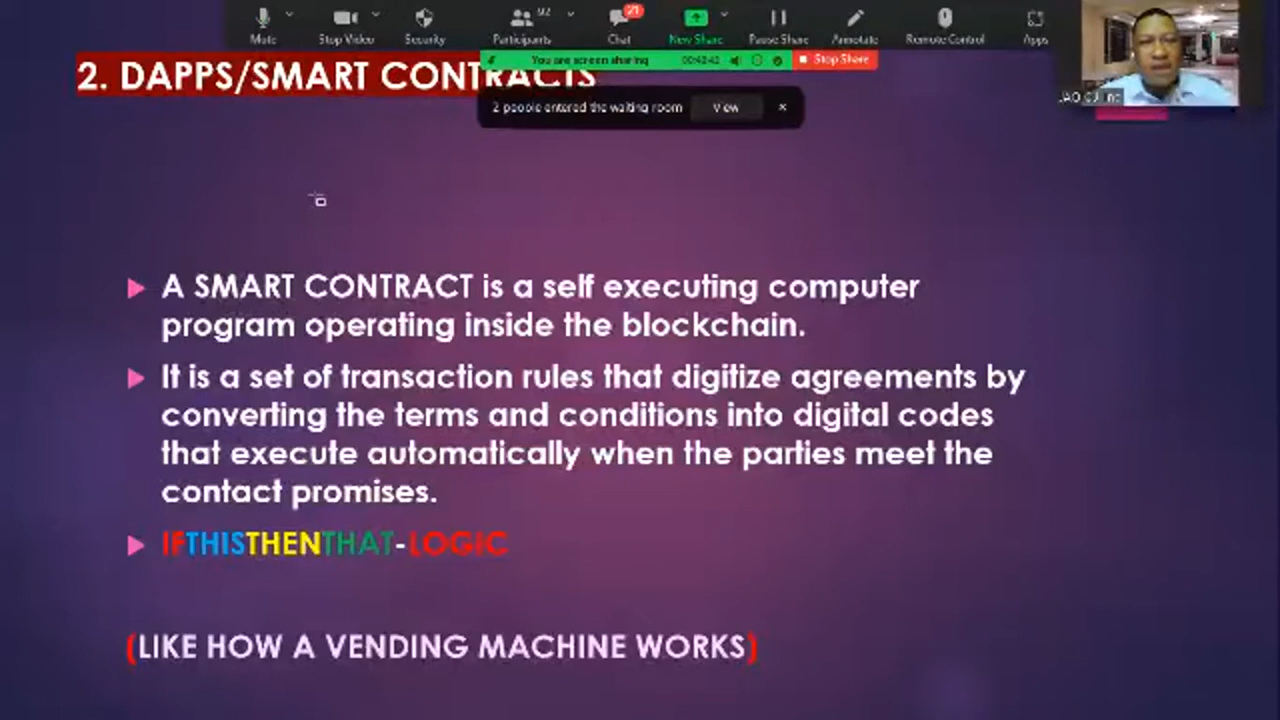 Mute Stop Video Security Participants Chat New Share Pause Share Annotate Remote Control Apps
21
You are screen sharing Stop Share
2. DAPPS/SMART CONTRACTS
2 people entered the waiting room View
A SMART CONTRACT is a self executing computer
program operating inside the blockchain.
It is a set of transaction rules that digitize agreements by
converting the terms and conditions into digital codes
that execute automatically when the parties meet the
contact promises.
IFTHISTHENTHAT-LOGIC
(LIKE HOW A VENDING MACHINE WORKS)